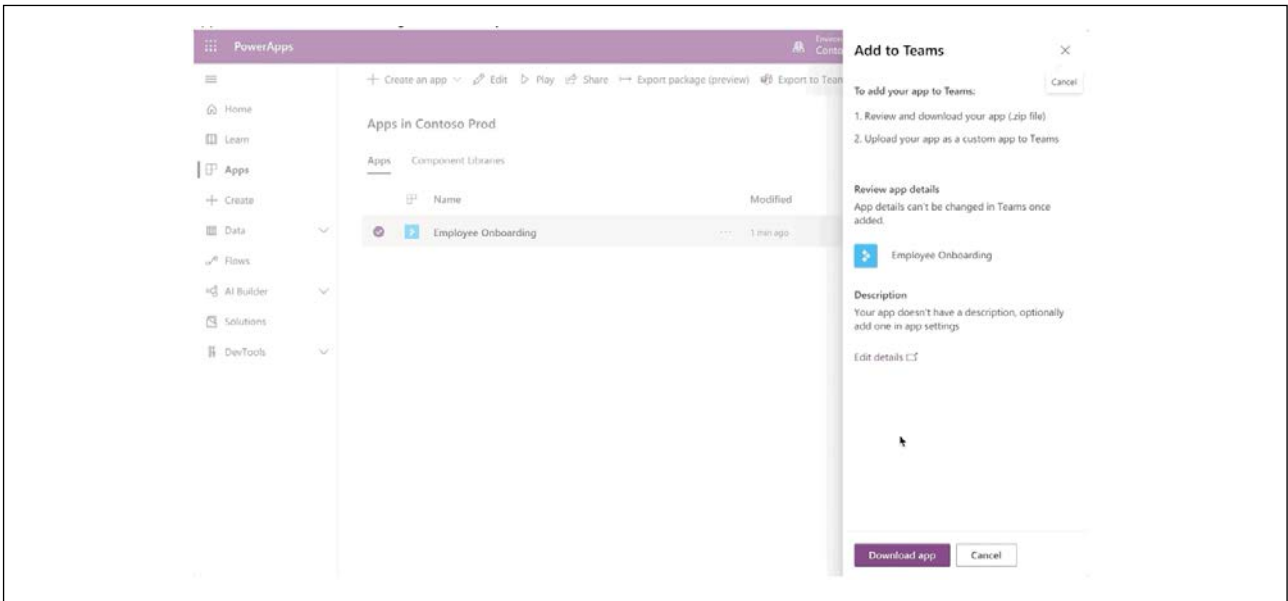 PowerApps
Conto
Create an app
Edit
Play
Share
Export package (preview)
Export to Tean
Home
Learn
Apps
Create
Data
Flows
AI Builder
Solutions
DevTools
Apps in Contoso Prod
Apps
Component Libraries
Name
Modified
Employee Onboarding
1 min ago
Add to Teams
Cancel
To add your app to Teams:
1. Review and download your app (.zip file)
2. Upload your app as a custom app to Teams
Review app details
App details can't be changed in Teams once
added.
Employee Onboarding
Description
Your app doesn't have a description, optionally
add one in app settings
Edit details
Download app
Cancel